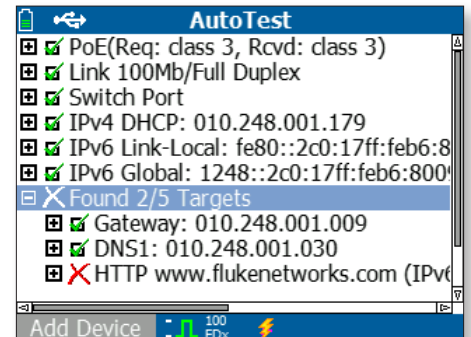 AutoTest
PoE(Req: class 3, Rcvd: class 3)
Link 100Mb/Full Duplex
Switch Port
IPv4 DHCP: 010.248.001.179
IPv6 Link-Local: fe80::2c0:17ff:feb6:8
IPv6 Global: 1248::2c0:17ff:feb6:800
Found 2/5 Targets
Gateway: 010.248.001.009
DNS1: 010.248.001.030
HTTP www.flukenetworks.com (IPv
Add Device
100
FDx